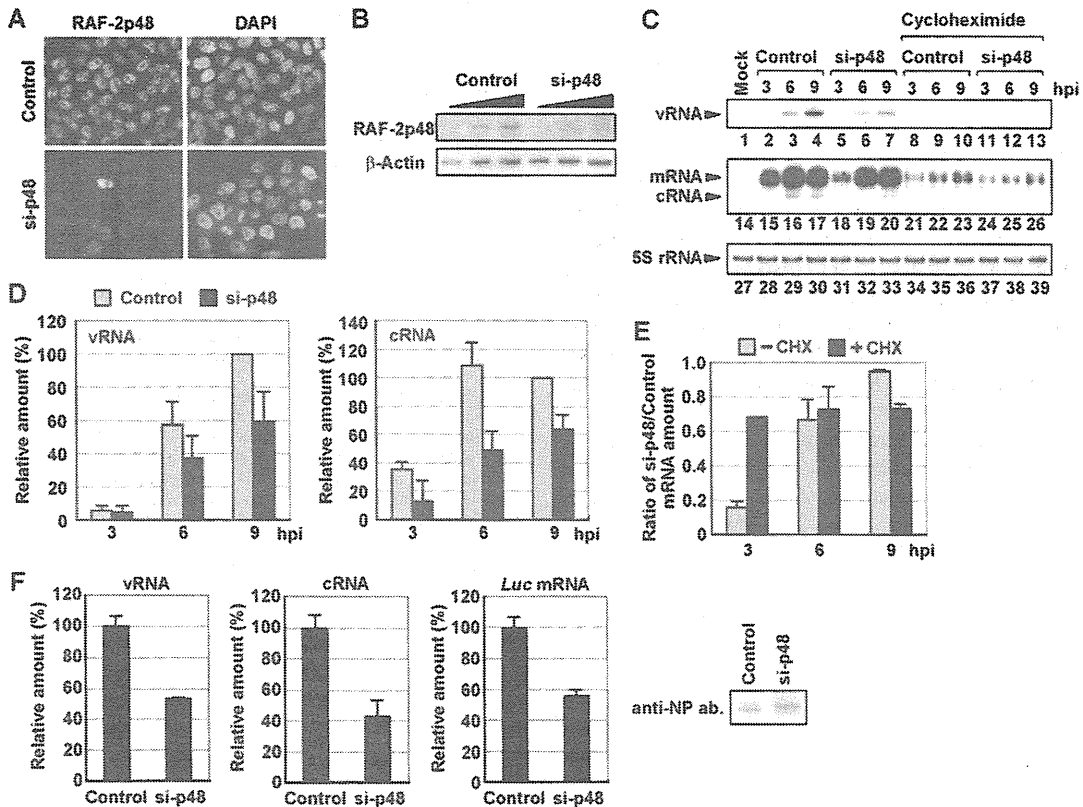 A
RAF-2p48 DAPI
Control
si-p48
B
Control si-p48
RAF-2p48
β-Actin
C
Cycloheximide
Mock Control si-p48 Control si-p48
3 6 9 3 6 9 3 6 9 3 6 9 hpi
vRNA
1 2 3 4 5 6 7 8 9 10 11 12 13
mRNA
cRNA
14 15 16 17 18 19 20 21 22 23 24 25 26
5S rRNA
27 28 29 30 31 32 33 34 35 36 37 38 39
D
Control si-p48
vRNA
Relative amount (%)
120
100
80
60
40
20
0
3 6 9 hpi
cRNA
Relative amount (%)
140
120
100
80
60
40
20
0
3 6 9 hpi
E
– CHX + CHX
Ratio of si-p48/Control
mRNA amount
1.0
0.8
0.6
0.4
0.2
0
3 6 9 hpi
F
vRNA
Relative amount (%)
120
100
80
60
40
20
0
Control si-p48
cRNA
Relative amount (%)
120
100
80
60
40
20
0
Control si-p48
Luc mRNA
Relative amount (%)
120
100
80
60
40
20
0
Control si-p48
Control
si-p48
anti-NP ab.